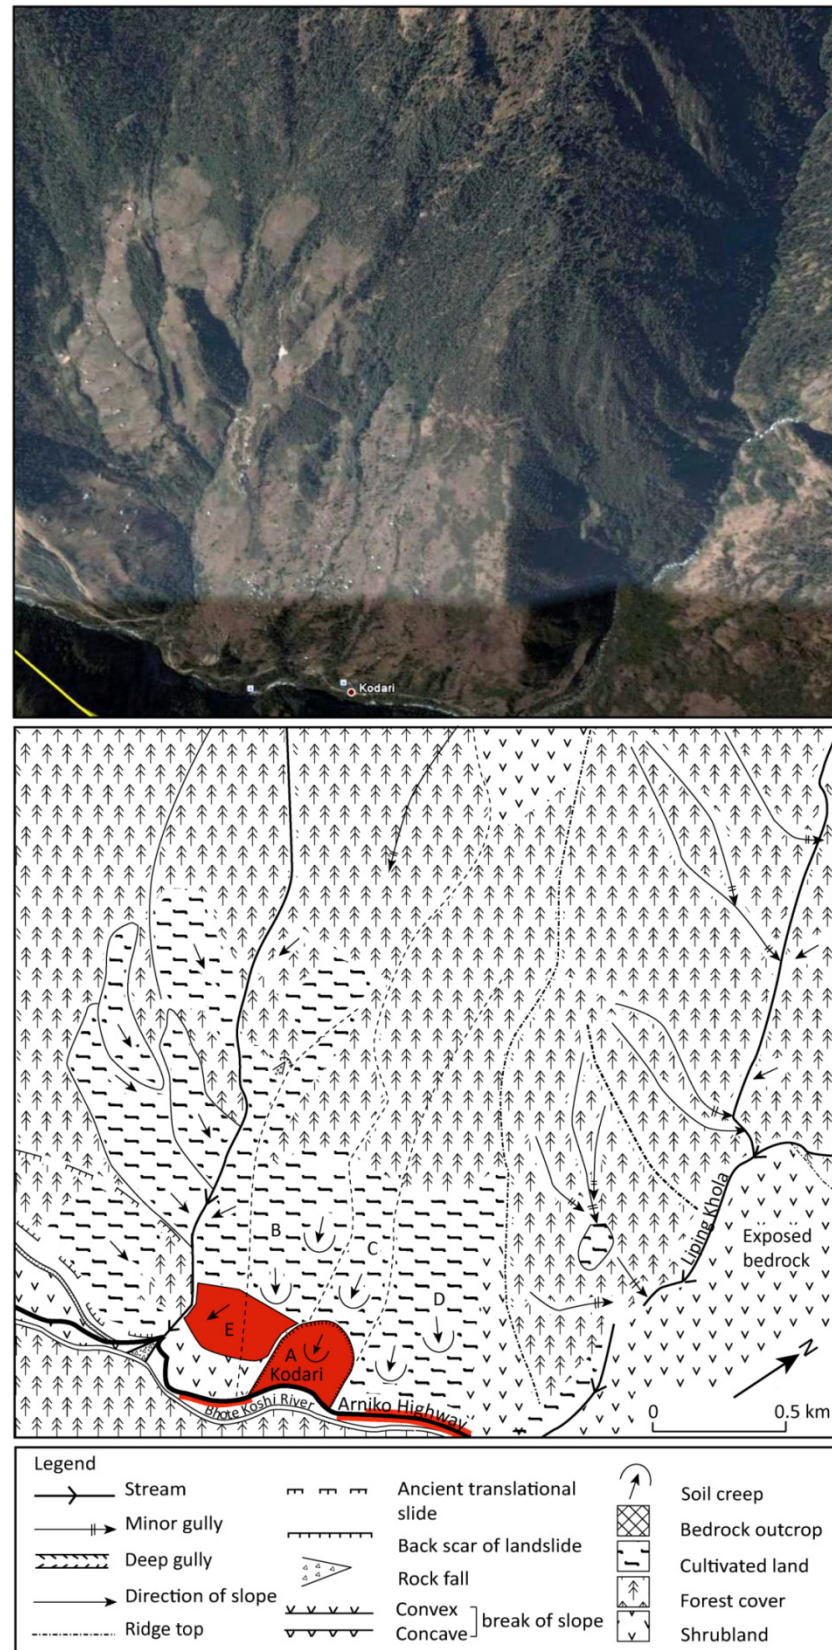 Kodari
B
C
D
E
A
Kodari
Bhote Koshi River
Arniko Highway
Liping Khola
Exposed
bedrock
N
0 0.5 km
Legend
Stream
Minor gully
Deep gully
Direction of slope
Ridge top
Ancient translational
slide
Back scar of landslide
Rock fall
Convex
Concave
break of slope
Soil creep
Bedrock outcrop
Cultivated land
Forest cover
Shrubland